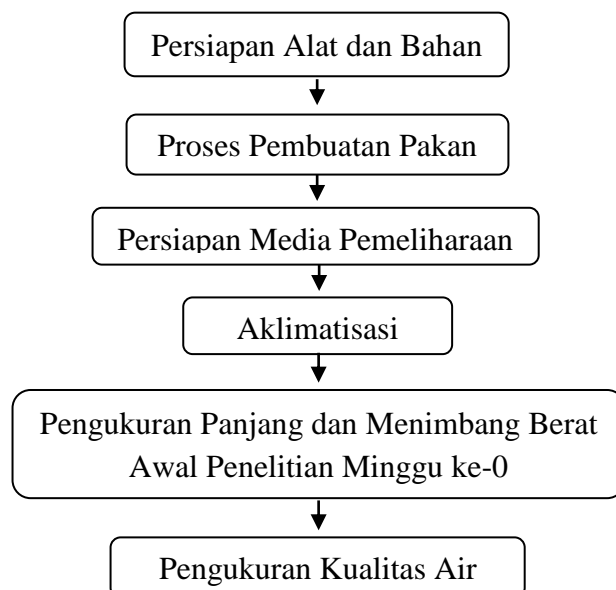 Persiapan Alat dan Bahan
Proses Pembuatan Pakan
Persiapan Media Pemeliharaan
Aklimatisasi
Pengukuran Panjang dan Menimbang Berat
Awal Penelitian Minggu ke-0
Pengukuran Kualitas Air